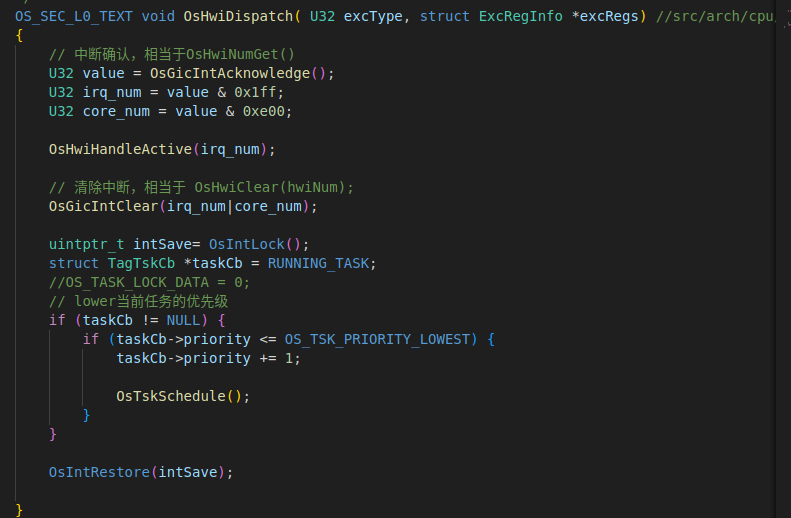 OS_SEC_L0_TEXT void OsHwiDispatch( U32 excType, struct ExcRegInfo *excRegs) //src/arch/cpu
{
    // 中断确认，相当于OsHwiNumGet()
    U32 value = OsGicIntAcknowledge();
    U32 irq_num = value & 0x1ff;
    U32 core_num = value & 0xe00;
    OsHwiHandleActive(irq_num);
    // 清除中断，相当于 OsHwiClear(hwiNum);
    OsGicIntClear(irq_num|core_num);
    uintptr_t intSave= OsIntLock();
    struct TagTskCb *taskCb = RUNNING_TASK;
    //OS_TASK_LOCK_DATA = 0;
    // lower当前任务的优先级
    if (taskCb != NULL) {
        if (taskCb->priority <= OS_TSK_PRIORITY_LOWEST) {
            taskCb->priority += 1;
            OsTskSchedule();
        }
    }
    OsIntRestore(intSave);
}